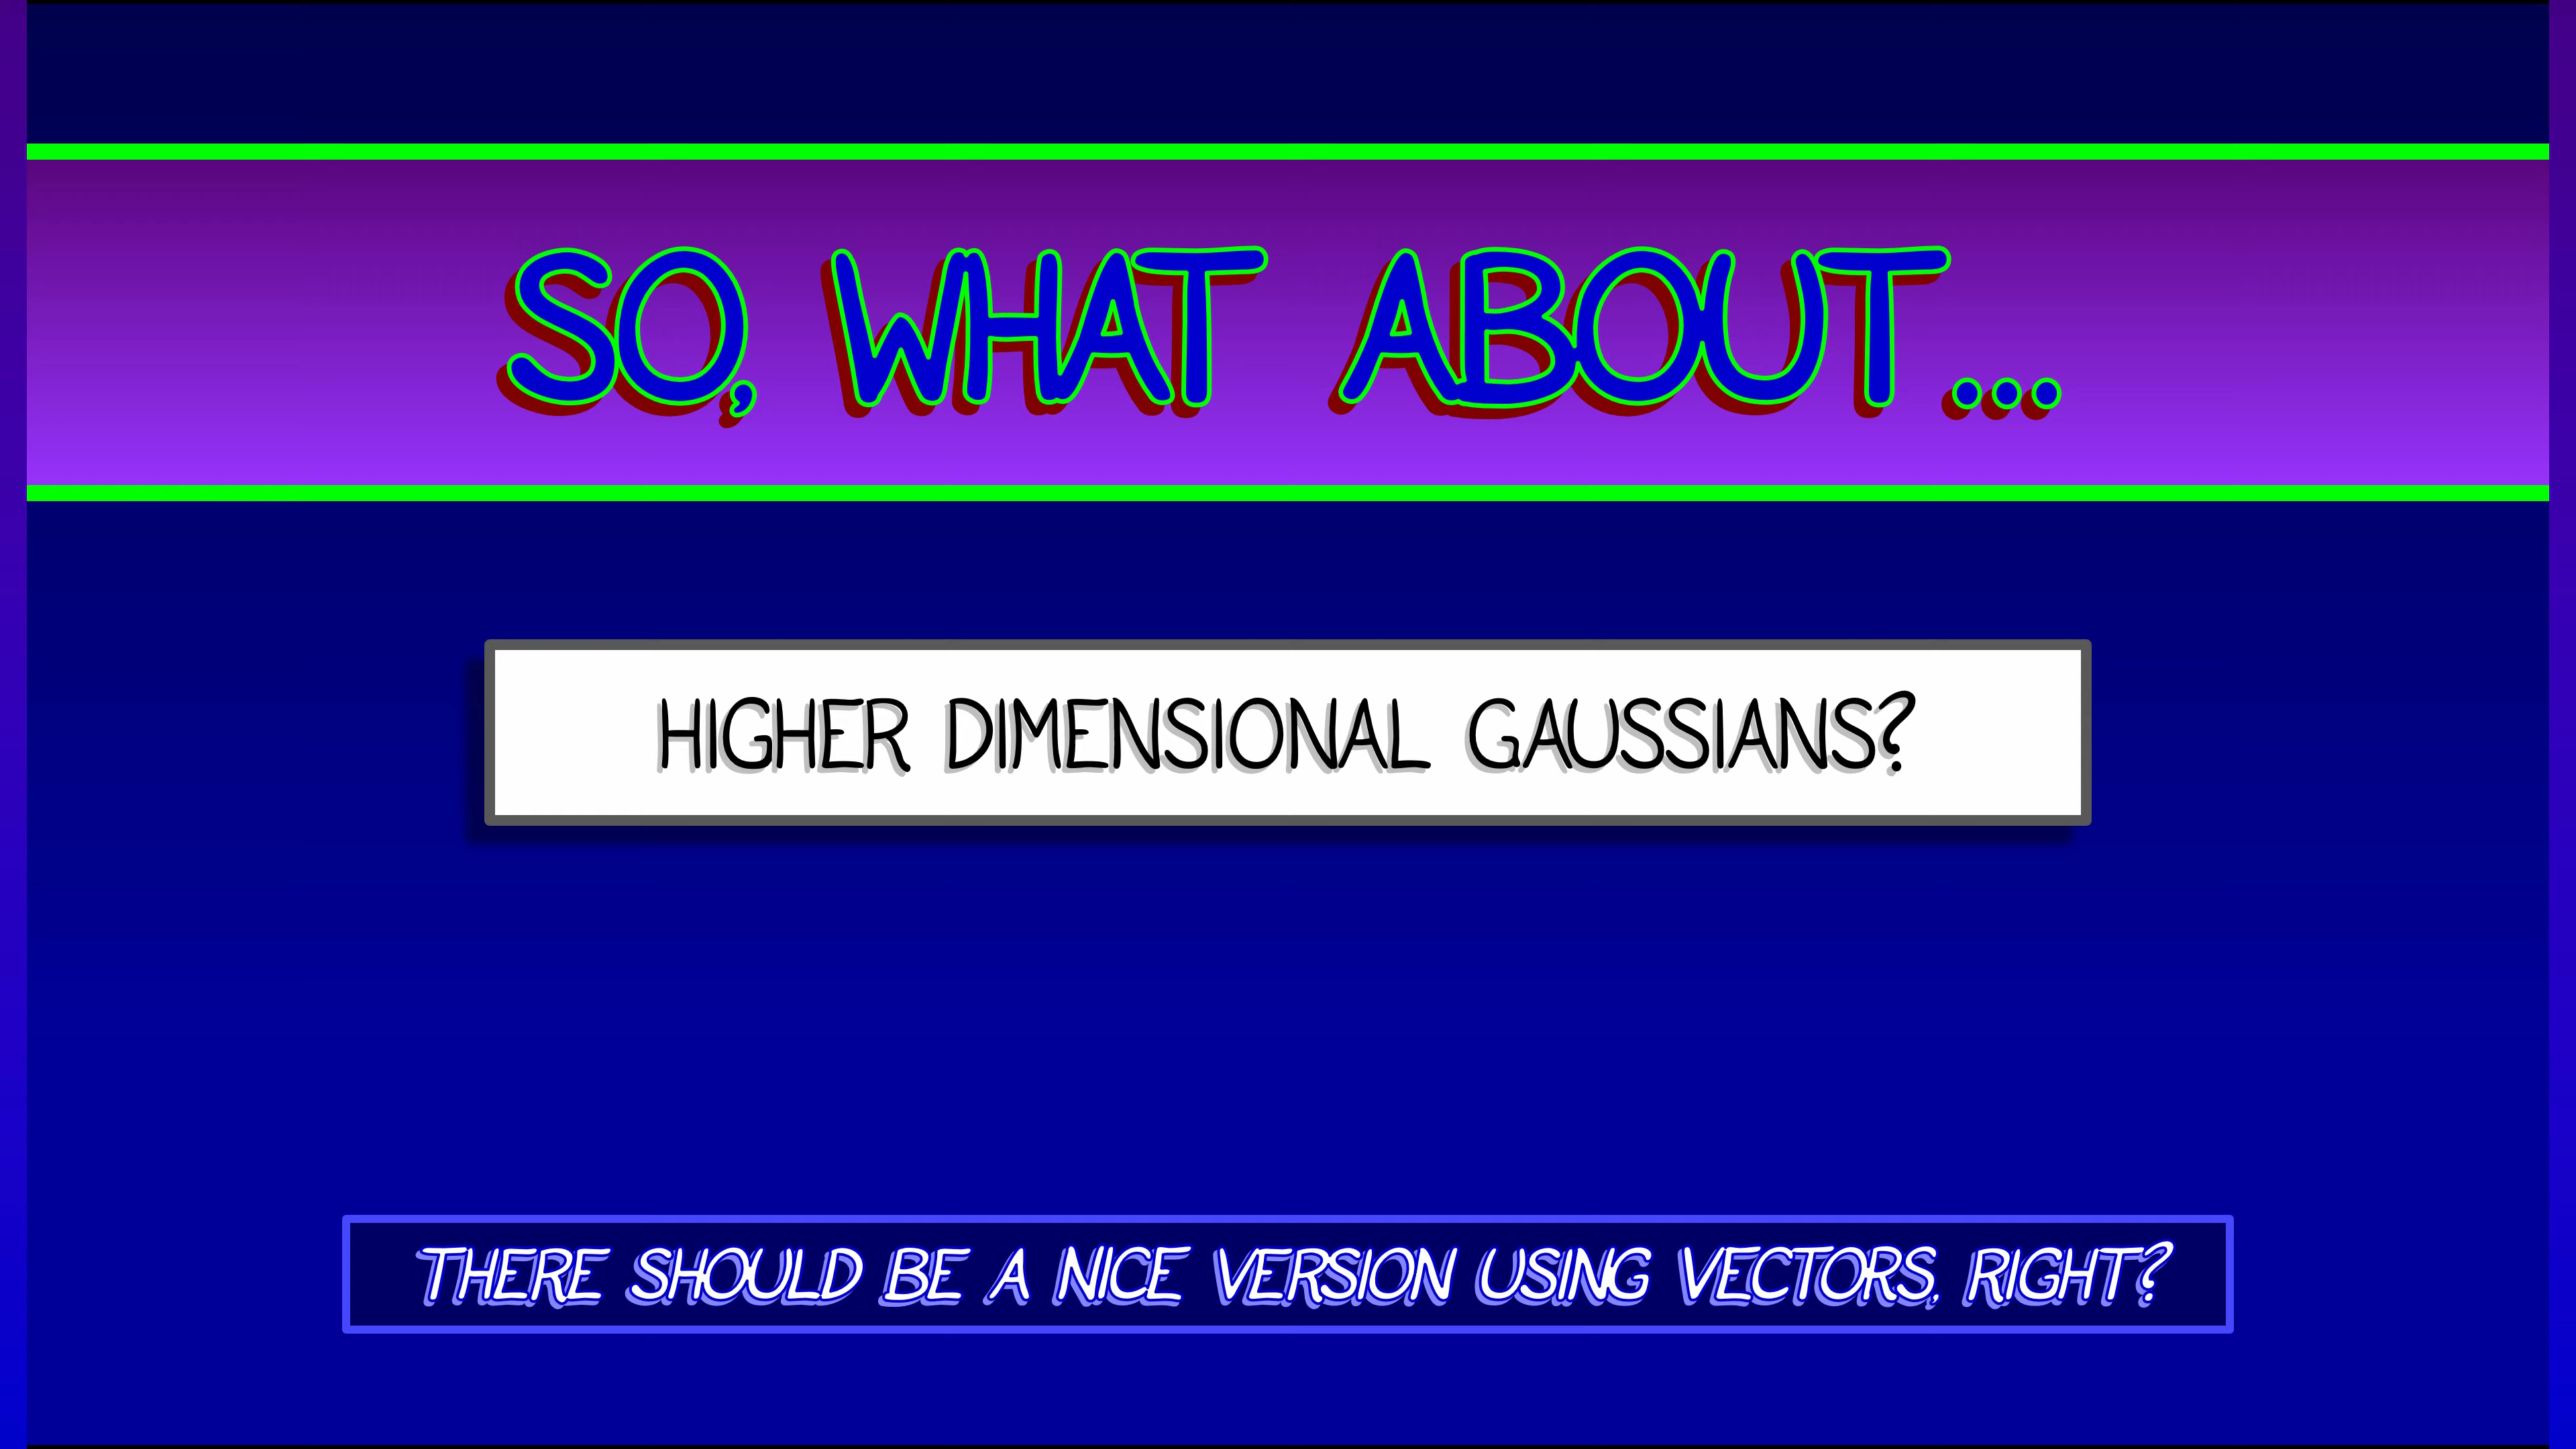 SO, WHAT ABOUT...
HIGHER DIMENSIONAL GAUSSIANS?
THERE SHOULD BE A NICE VERSION USING VECTORS, RIGHT?